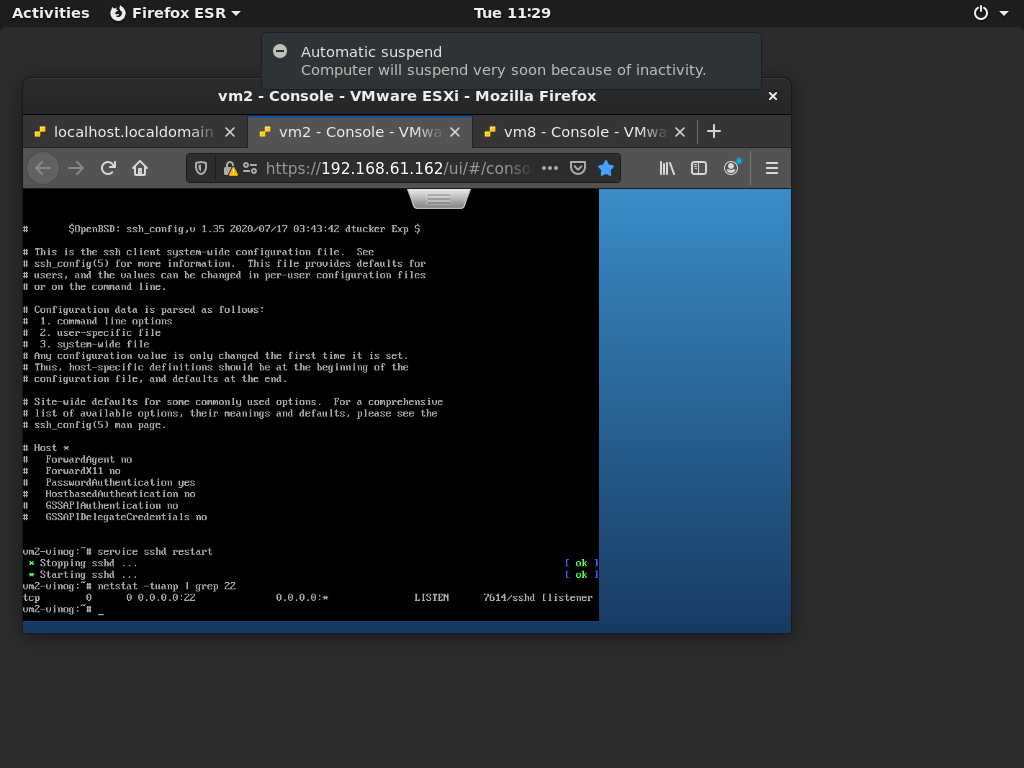 Activities Firefox ESR Tue 11:29
Automatic suspend
Computer will suspend very soon because of inactivity.
vm2 - Console - VMware ESXi - Mozilla Firefox
localhost.localdomain vm2 - Console - VMwa vm8 - Console - VMwa
https://192.168.61.162/ui/#/conso
# $OpenBSD: ssh_config,v 1.35 2020/07/17 03:43:42 dtucker Exp $
# This is the ssh client system-wide configuration file. See
# ssh_config(5) for more information. This file provides defaults for
# users, and the values can be changed in per-user configuration files
# or on the command line.
# Configuration data is parsed as follows:
# 1. command line options
# 2. user-specific file
# 3. system-wide file
# Any configuration value is only changed the first time it is set.
# Thus, host-specific definitions should be at the beginning of the
# configuration file, and defaults at the end.
# Site-wide defaults for some commonly used options. For a comprehensive
# list of available options, their meanings and defaults, please see the
# ssh_config(5) man page.
# Host *
# ForwardAgent no
# ForwardX11 no
# PasswordAuthentication yes
# HostbasedAuthentication no
# GSSAPIAuthentication no
# GSSAPIDelegateCredentials no
vm2-vinog:~# service sshd restart
* Stopping sshd ... [ ok ]
* Starting sshd ... [ ok ]
vm2-vinog:~# netstat -tuanp | grep 22
tcp 0 0 0.0.0.0:22 0.0.0.0:* LISTEN 7614/sshd [listener
vm2-vinog:~# _